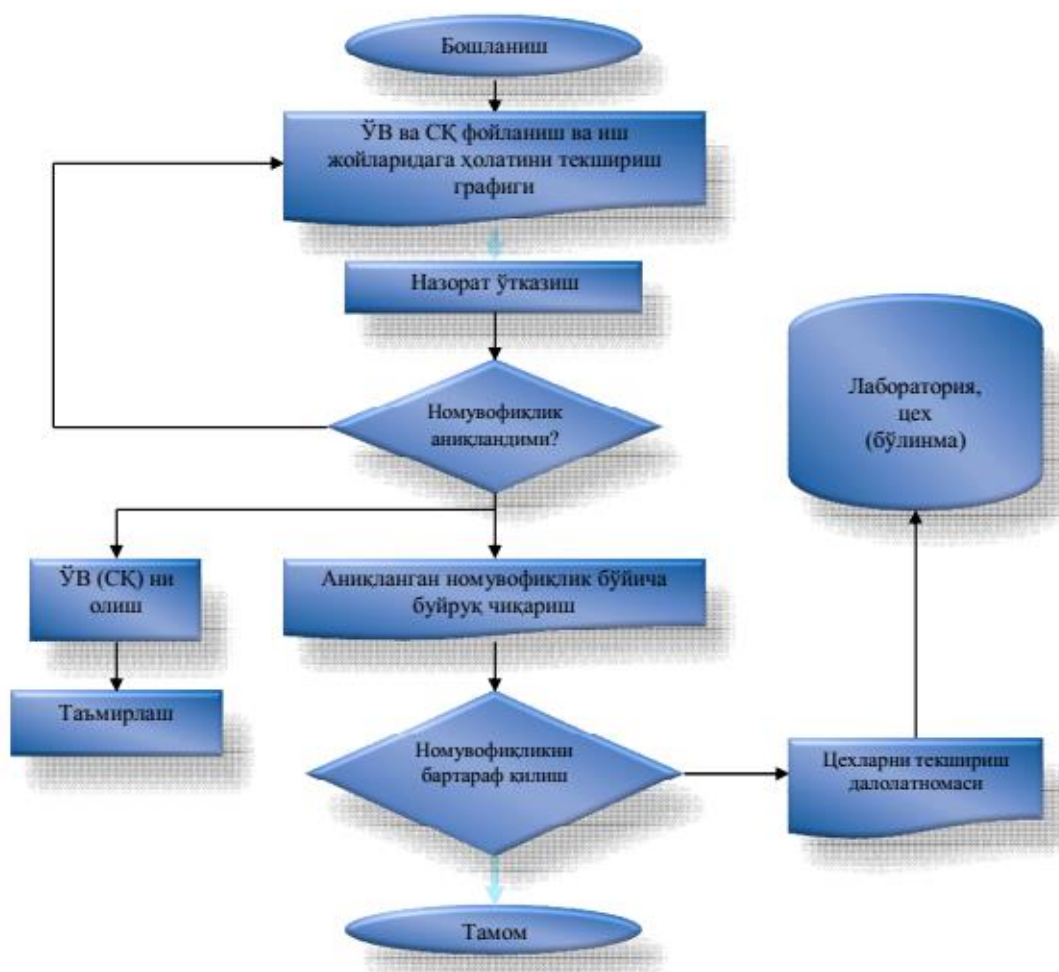 Бошланиш
ЎВ ва СҚ фойланиш ва иш
жойларидага ҳолатини текшириш
графиги
Назорат ўтказиш
Номувофиқлик
аниқландими?
Лаборатория,
цех
(бўлинма)
ЎВ (СҚ) ни
олиш
Аниқланган номувофиқлик бўйича
буйруқ чиқариш
Таъмирлаш
Номувофиқликни
бартараф қилиш
Цехларни текшириш
далолатномаси
Тамом